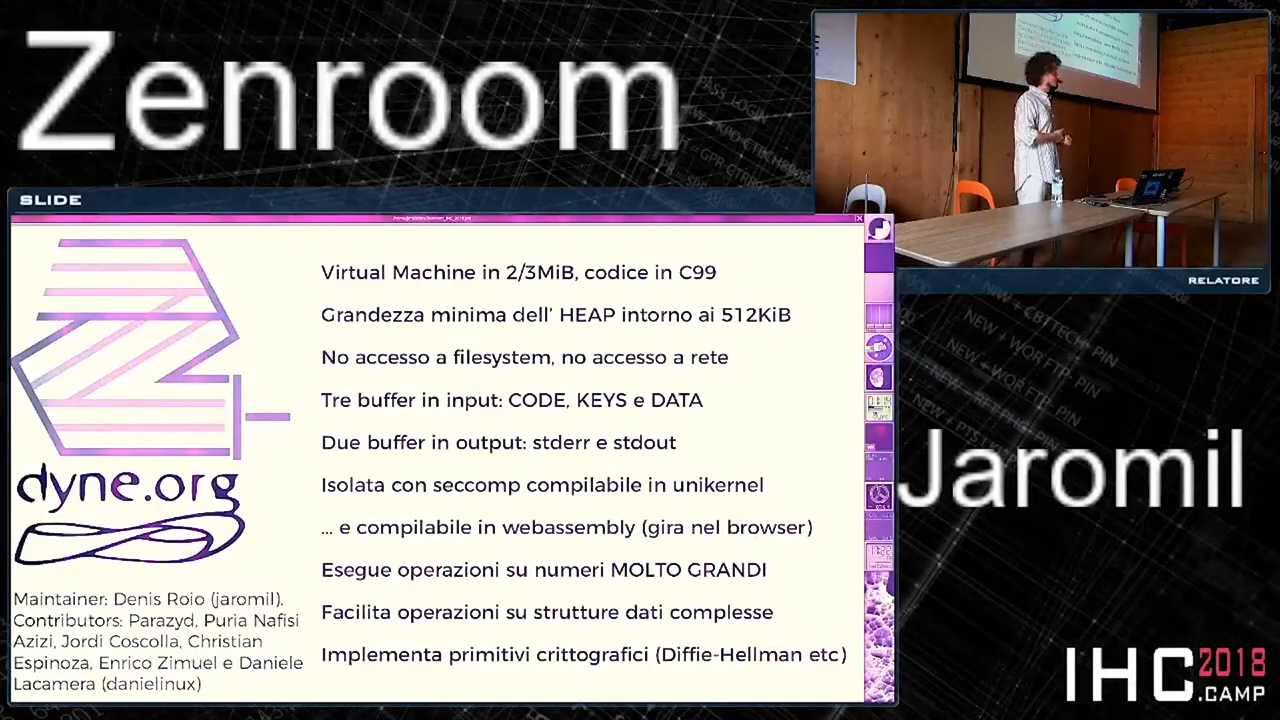 Zenroom
SLIDE
Virtual Machine in 2/3MiB, codice in C99
Grandezza minima dell' HEAP intorno ai 512KiB
No accesso a filesystem, no accesso a rete
Tre buffer in input: CODE, KEYS e DATA
Due buffer in output: stderr e stdout
Isolata con seccomp compilabile in unikernel
... e compilabile in webassembly (gira nel browser)
Esegue operazioni su numeri MOLTO GRANDI
Facilita operazioni su strutture dati complesse
Implementa primitivi crittografici (Diffie-Hellman etc)
dyne.org
Maintainer: Denis Roio (jaromil).
Contributors: Parazyd, Puria Nafisi
Azizi, Jordi Coscolla, Christian
Espinoza, Enrico Zimuel e Daniele
Lacamera (danielinux)
RELATORE
Jaromil
IHC 2018
.CAMP